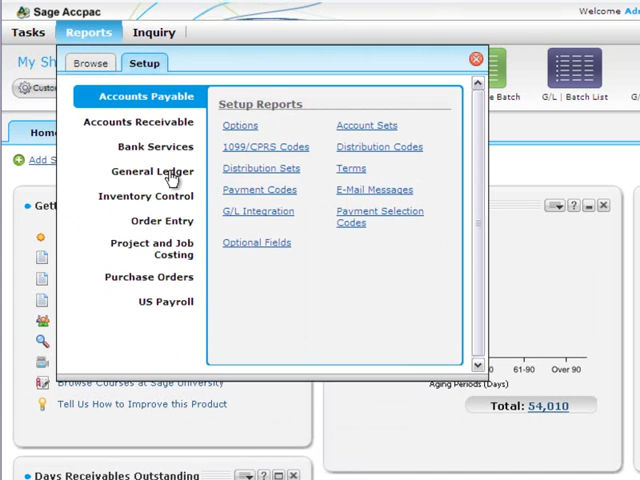 Sage Accpac
Welcome
Tasks
Reports
Inquiry
My
Browse
Setup
Batch
G/L | Batch List
G/
Home
Add
Accounts Payable
Accounts Receivable
Bank Services
General Ledger
Inventory Control
Order Entry
Project and Job
Costing
Purchase Orders
US Payroll
Setup Reports
Options
Account Sets
1099/CPRS Codes
Distribution Codes
Distribution Sets
Terms
Payment Codes
E-Mail Messages
G/L Integration
Payment Selection
Codes
Optional Fields
61-90
Over 90
Aging Periods (Days)
Total: 54,010
Browse Courses at Sage University
Tell Us How to Improve this Product
Days Receivables Outstanding